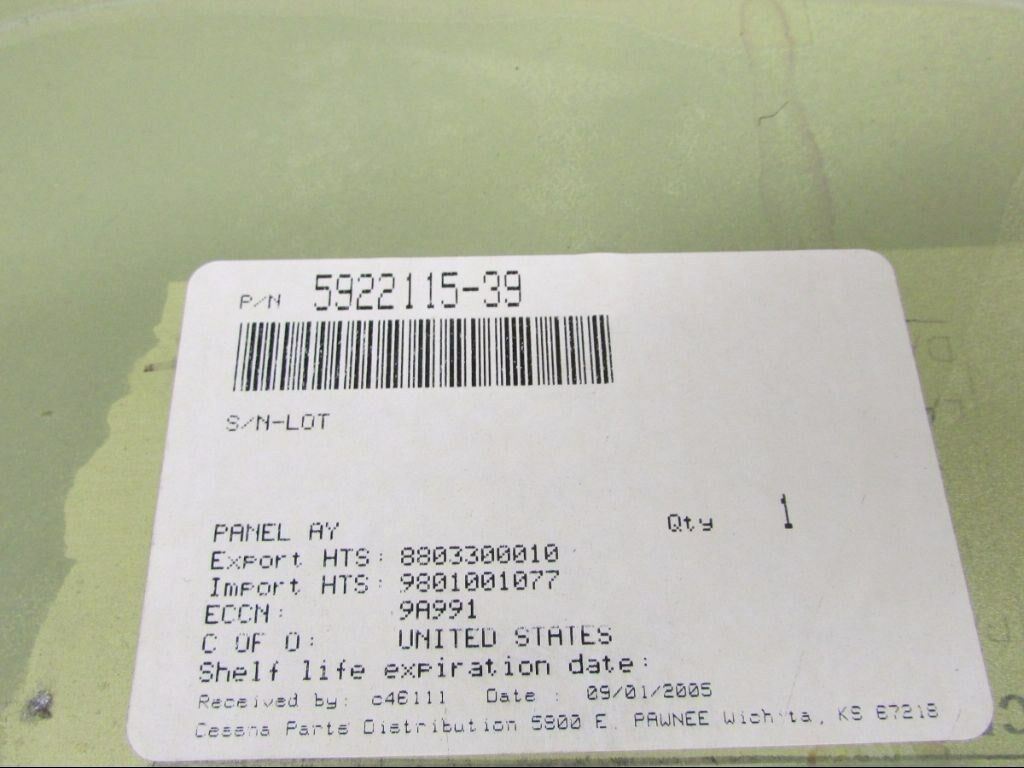 P/N 5922115-39
S/N-LOT
PANEL AY Qty 1
Export HTS: 8803300010
Import HTS: 9801001077
ECCN: 9A991
C OF O: UNITED STATES
Shelf life expiration date:
Received by: c46111 Date : 09/01/2005
Cessna Parts Distribution 5800 E. PAWNEE Wichita, KS 67218